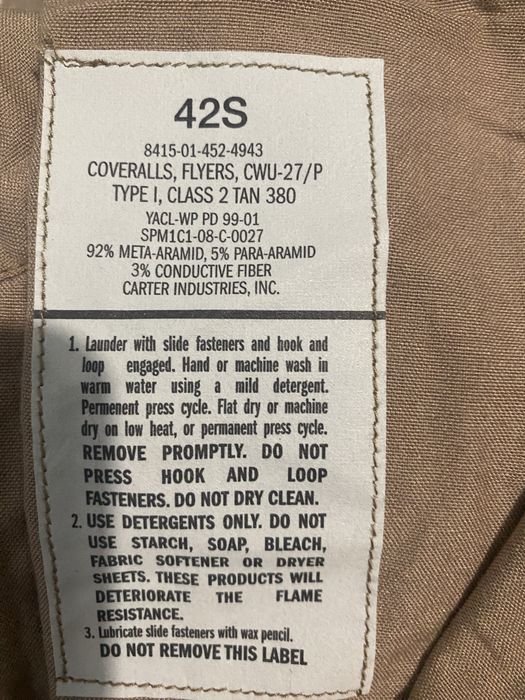 42S
8415-01-452-4943
COVERALLS, FLYERS, CWU-27/P
TYPE I, CLASS 2 TAN 380
YACL-WP PD 99-01
SPM1C1-08-C-0027
92% META-ARAMID, 5% PARA-ARAMID
3% CONDUCTIVE FIBER
CARTER INDUSTRIES, INC.
1. Launder with slide fasteners and hook and
loop engaged. Hand or machine wash in
warm water using a mild detergent.
Permenent press cycle. Flat dry or machine
dry on low heat, or permanent press cycle.
REMOVE PROMPTLY. DO NOT
PRESS HOOK AND LOOP
FASTENERS. DO NOT DRY CLEAN.
2. USE DETERGENTS ONLY. DO NOT
USE STARCH, SOAP, BLEACH,
FABRIC SOFTENER OR DRYER
SHEETS. THESE PRODUCTS WILL
DETERIORATE THE FLAME
RESISTANCE.
3. Lubricate slide fasteners with wax pencil.
DO NOT REMOVE THIS LABEL